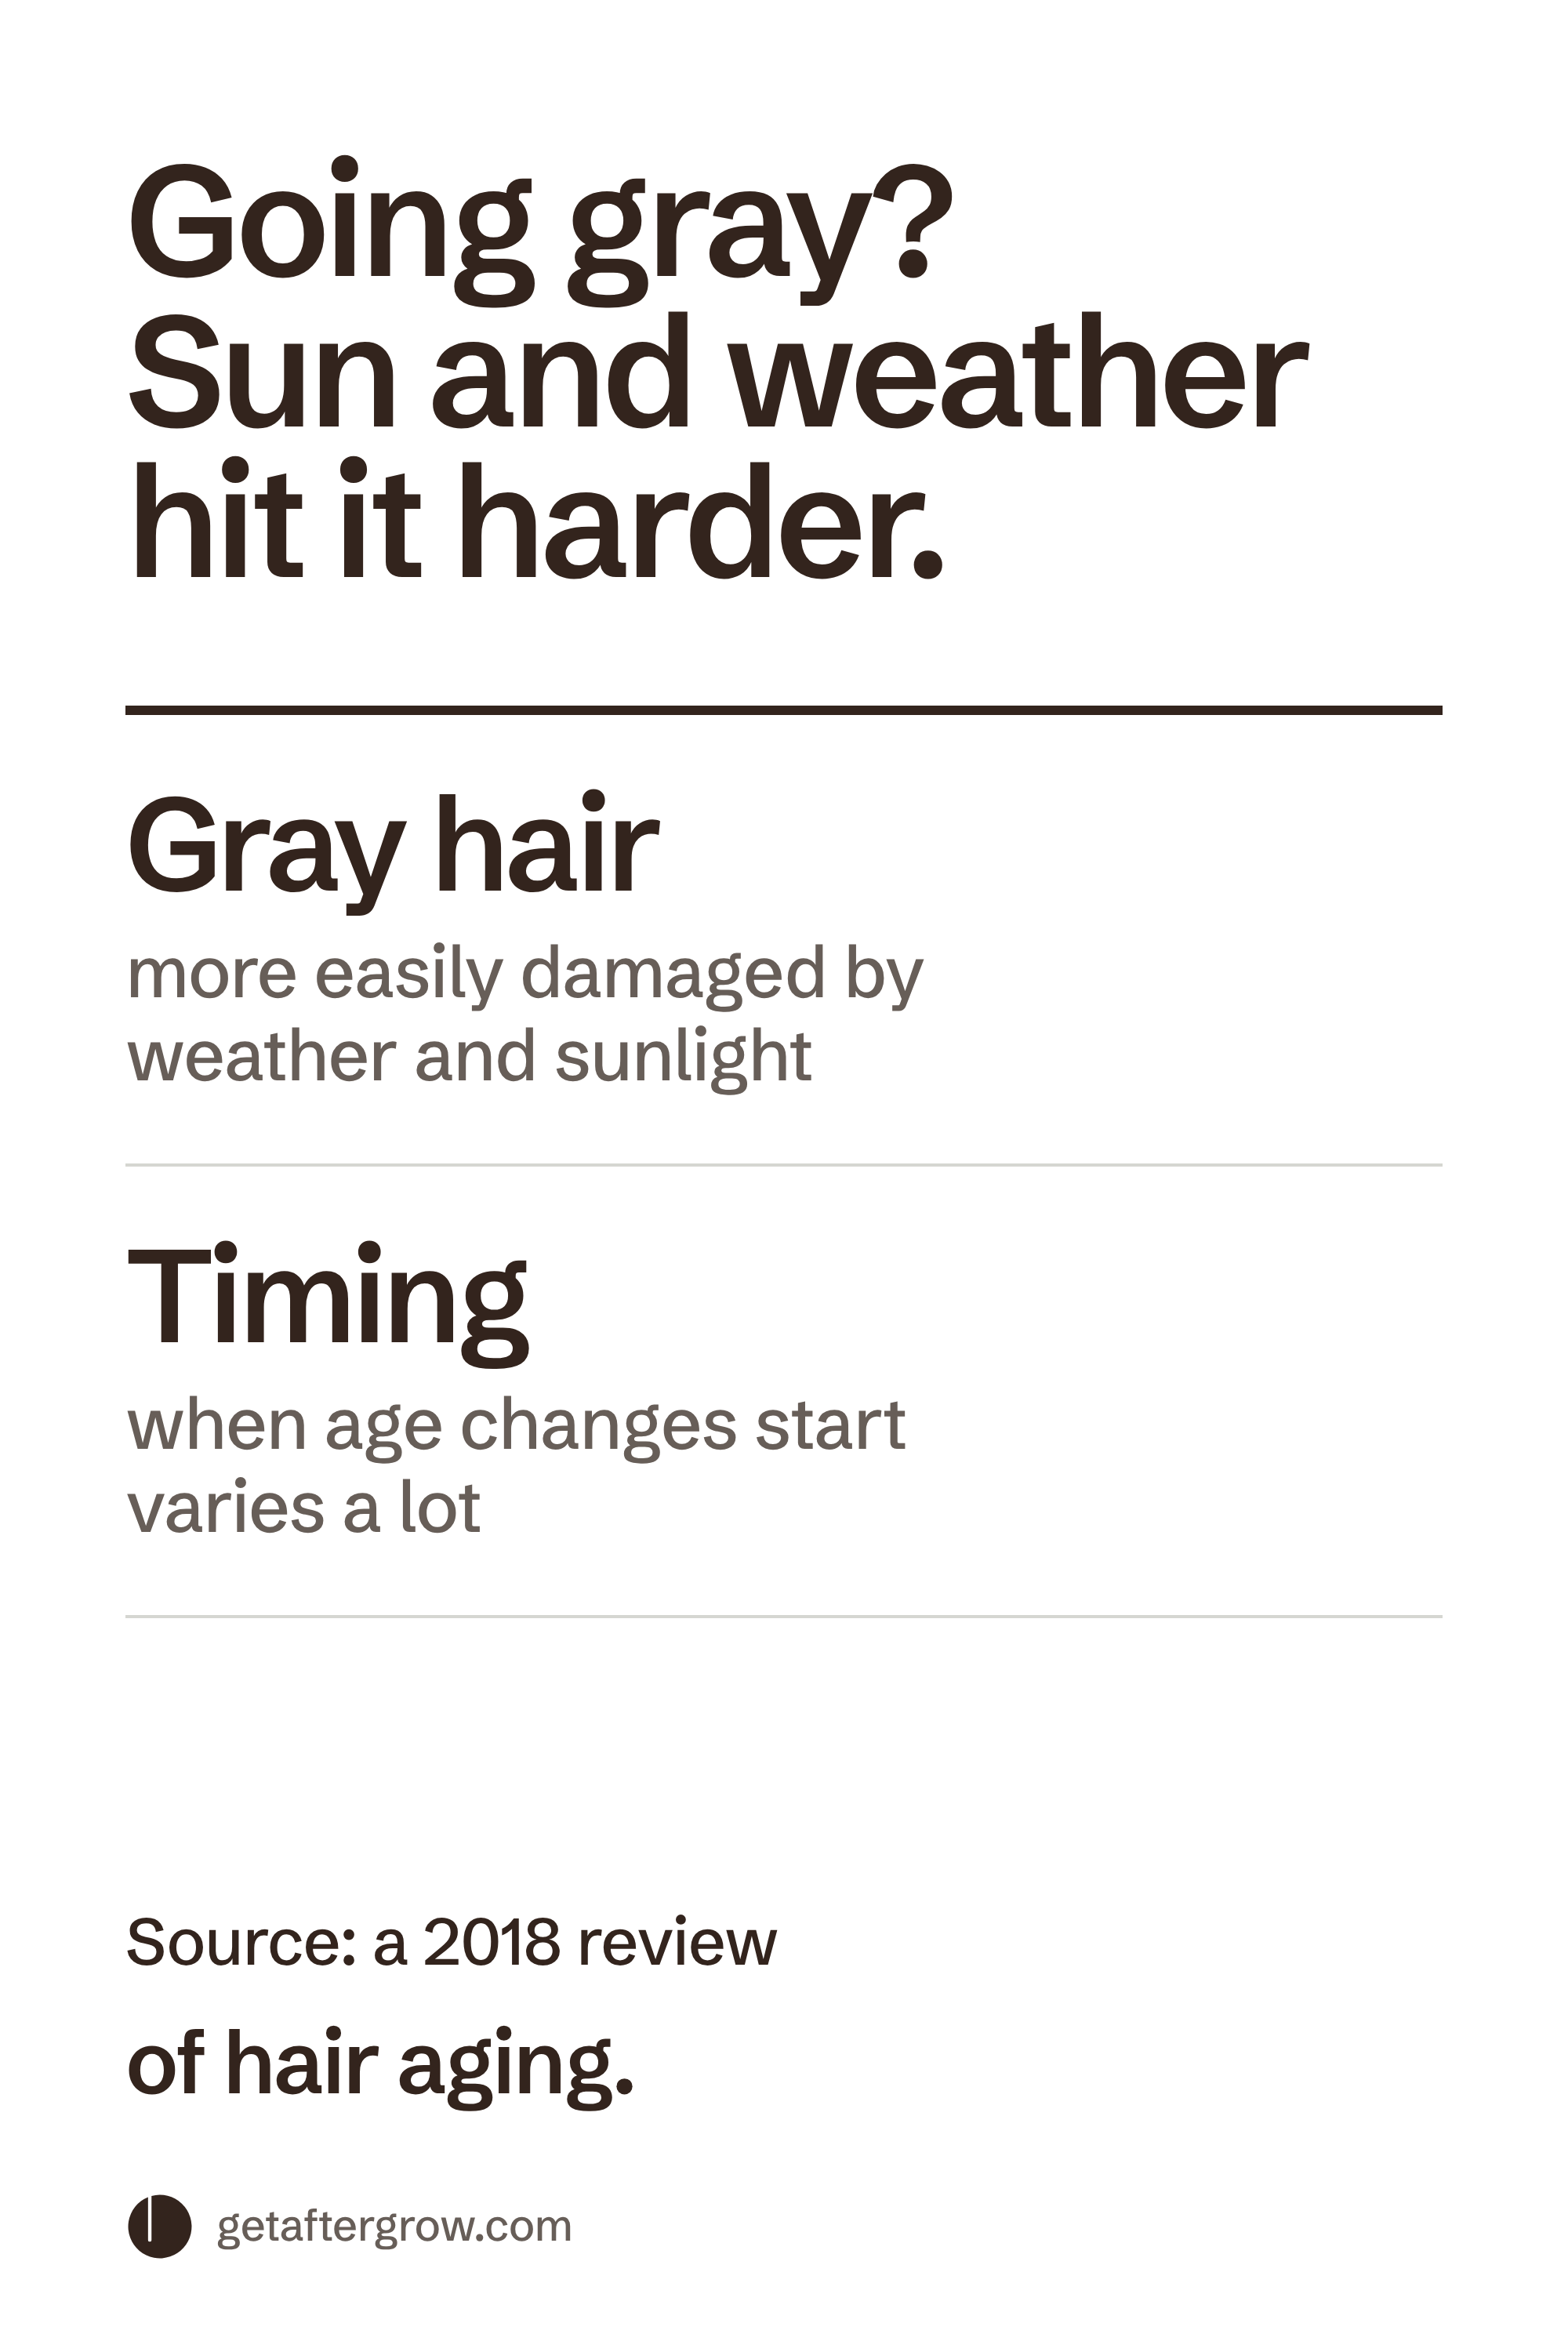 Going gray?
Sun and weather
hit it harder.
Gray hair
more easily damaged by
weather and sunlight
Timing
when age changes start
varies a lot
Source: a 2018 review
of hair aging.
getaftergrow.com